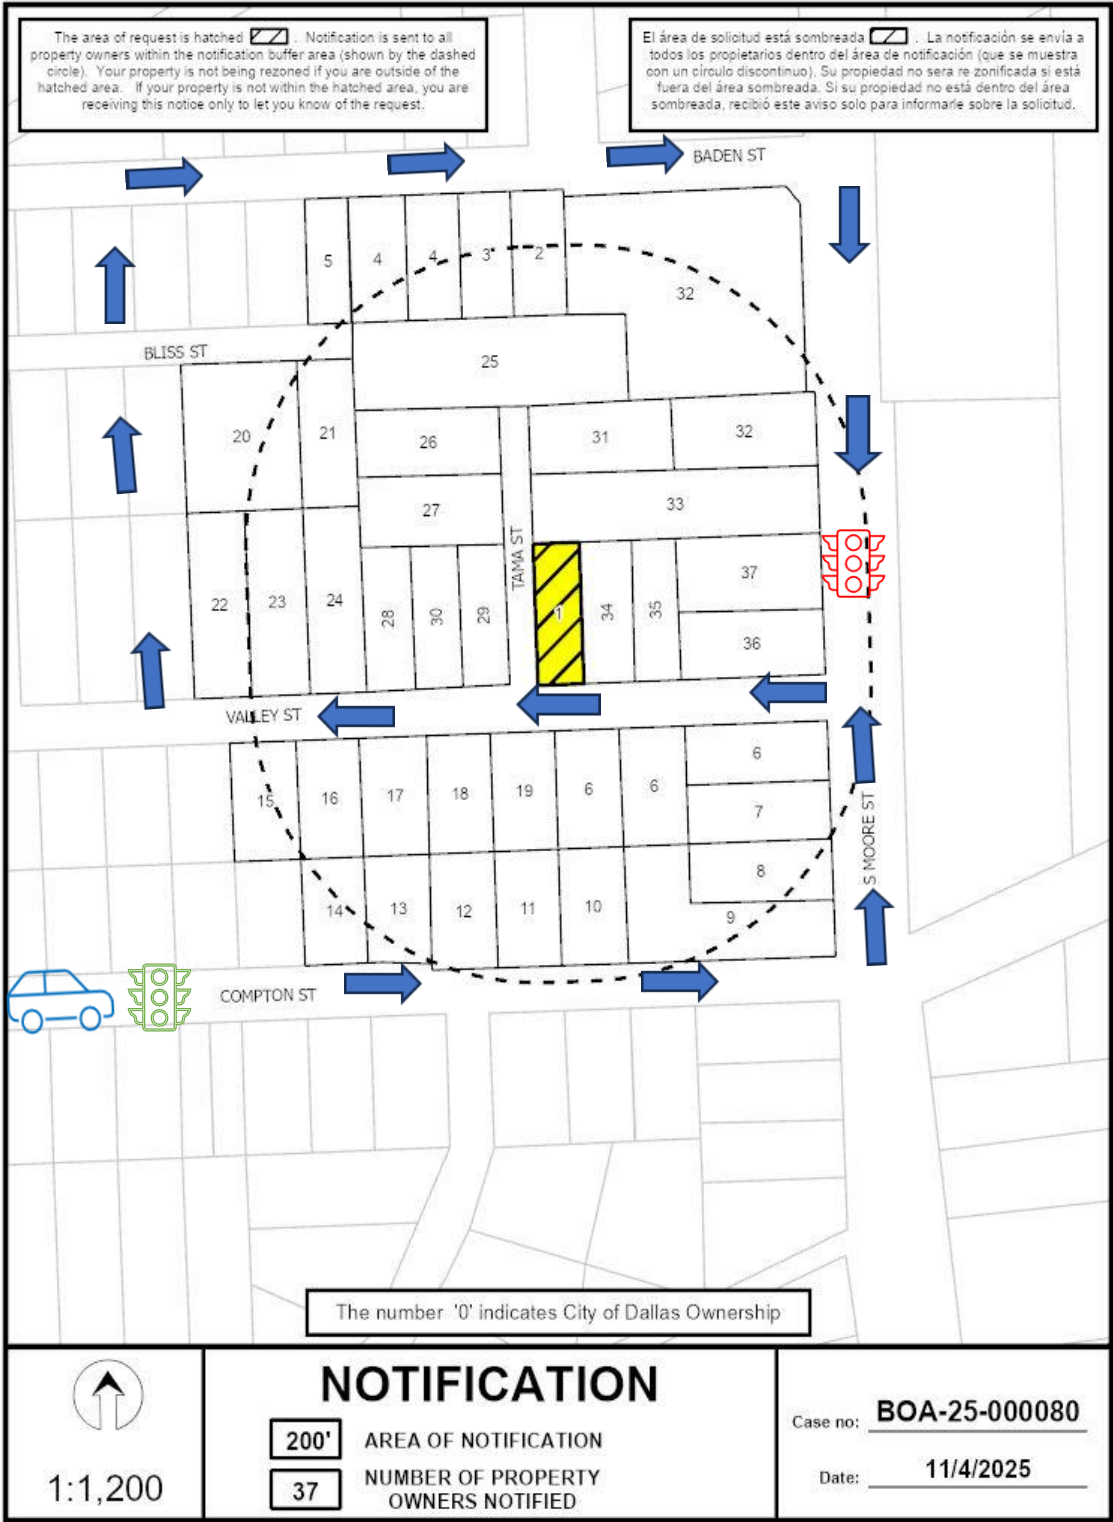 The area of request is hatched . Notification is sent to all
property owners within the notification buffer area (shown by the dashed
circle). Your property is not being rezoned if you are outside of the
hatched area. If your property is not within the hatched area, you are
receiving this notice only to let you know of the request.
El área de solicitud está sombreada . La notificación se envía a
todos los propietarios dentro del área de notificación (que se muestra
con un círculo discontinuo). Su propiedad no sera re zonificada si está
fuera del área sombreada. Si su propiedad no está dentro del área
sombreada, recibió este aviso solo para informarle sobre la solicitud.
BADEN ST
5
4
4
3
2
32
BLISS ST
25
20
21
26
31
32
27
33
TAMA ST
22
23
24
28
30
29
1
34
35
37
36
VALLEY ST
15
16
17
18
19
6
6
6
7
S MOORE ST
8
14
13
12
11
10
9
COMPTON ST
The number '0' indicates City of Dallas Ownership
1:1,200
NOTIFICATION
200' AREA OF NOTIFICATION
37 NUMBER OF PROPERTY
OWNERS NOTIFIED
Case no: BOA-25-000080
Date: 11/4/2025